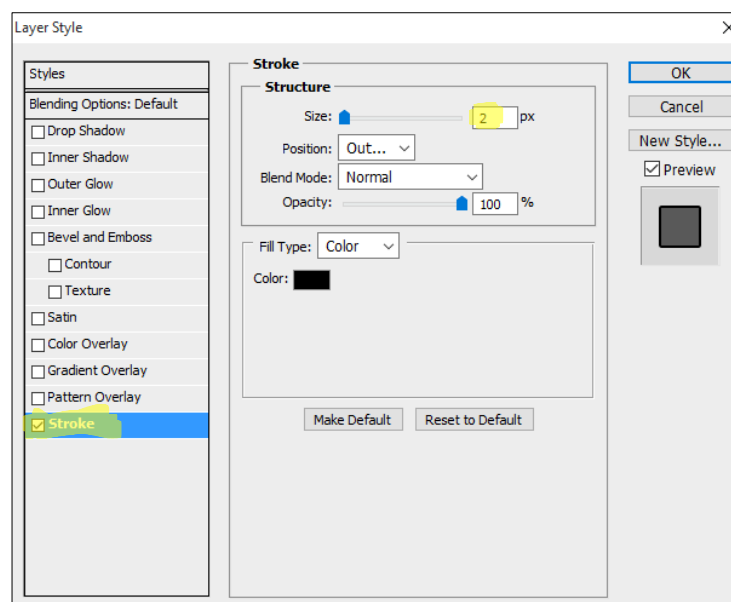 Layer Style
Styles
Blending Options: Default
Drop Shadow
Inner Shadow
Outer Glow
Inner Glow
Bevel and Emboss
Contour
Texture
Satin
Color Overlay
Gradient Overlay
Pattern Overlay
Stroke
Stroke
Structure
Size: 2 px
Position: Out...
Blend Mode: Normal
Opacity: 100 %
Fill Type: Color
Color:
Make Default Reset to Default
OK
Cancel
New Style...
Preview